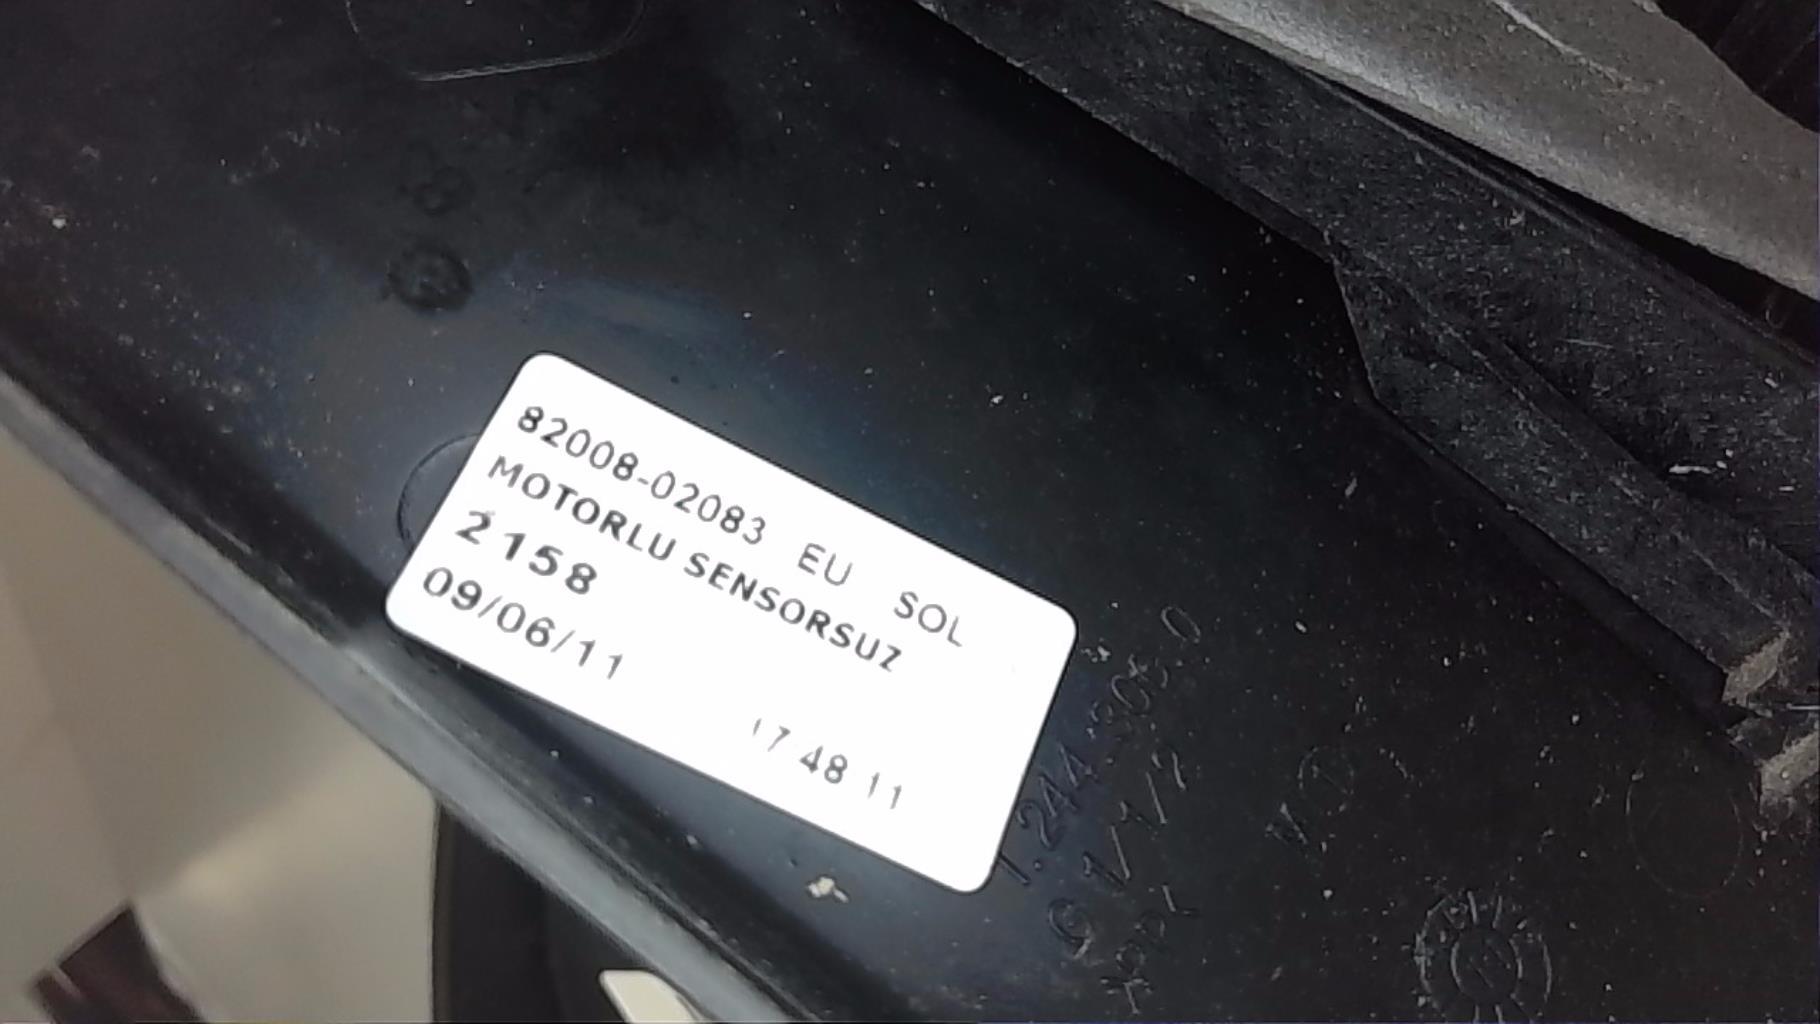 82008-02083 EU SOL
MOTORLU SENSORSUZ
2158
09/06/11
17 48 11